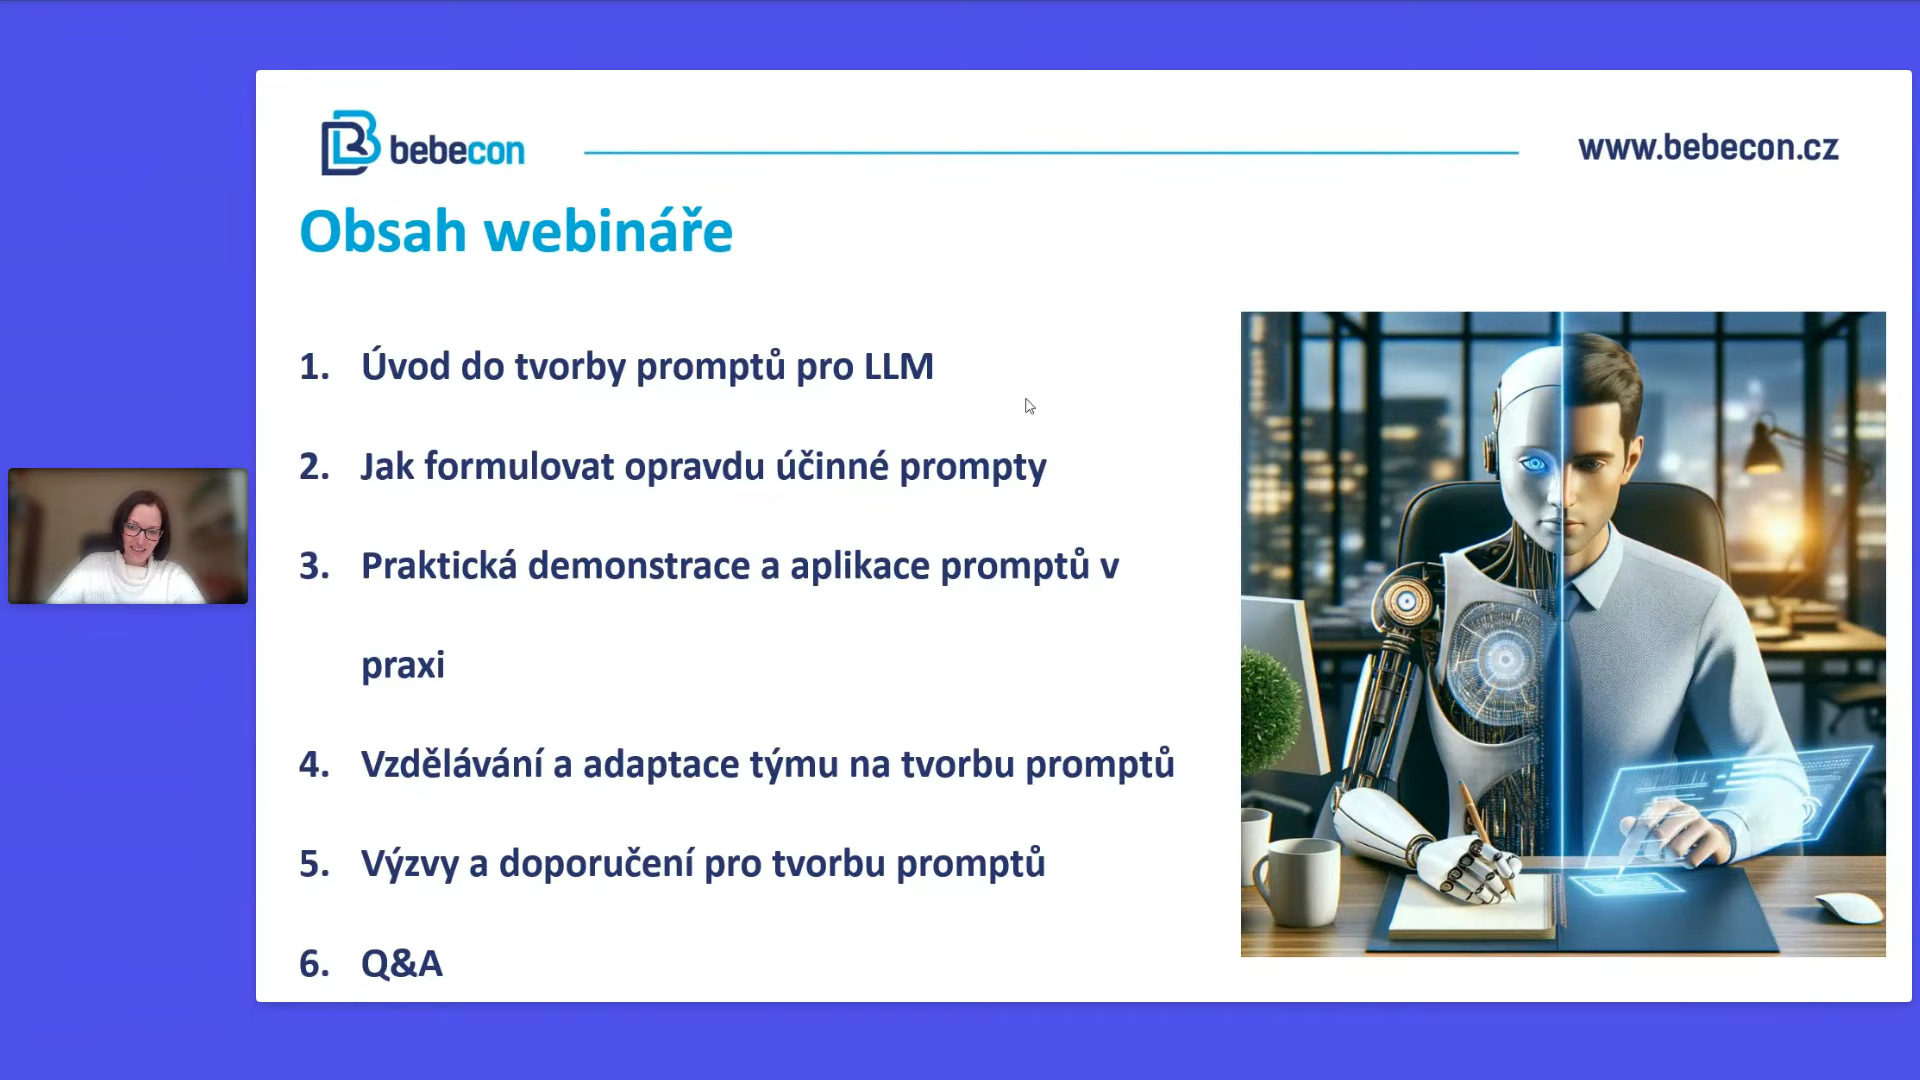 bebecon
www.bebecon.cz
Obsah webináře
1. Úvod do tvorby promptů pro LLM
2. Jak formulovat opravdu účinné prompty
3. Praktická demonstrace a aplikace promptů v
praxi
4. Vzdělávání a adaptace týmu na tvorbu promptů
5. Výzvy a doporučení pro tvorbu promptů
6. Q&A